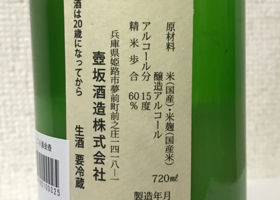 原材料 米(国産)・米麹(国産米)
醸造アルコール
アルコール分 15度
精米歩合 60%
720㎖
製造年月
兵庫県姫路市夢前町前之庄一四一八-一
壺坂酒造株式会社
生酒 要冷蔵
酒は20歳になってから